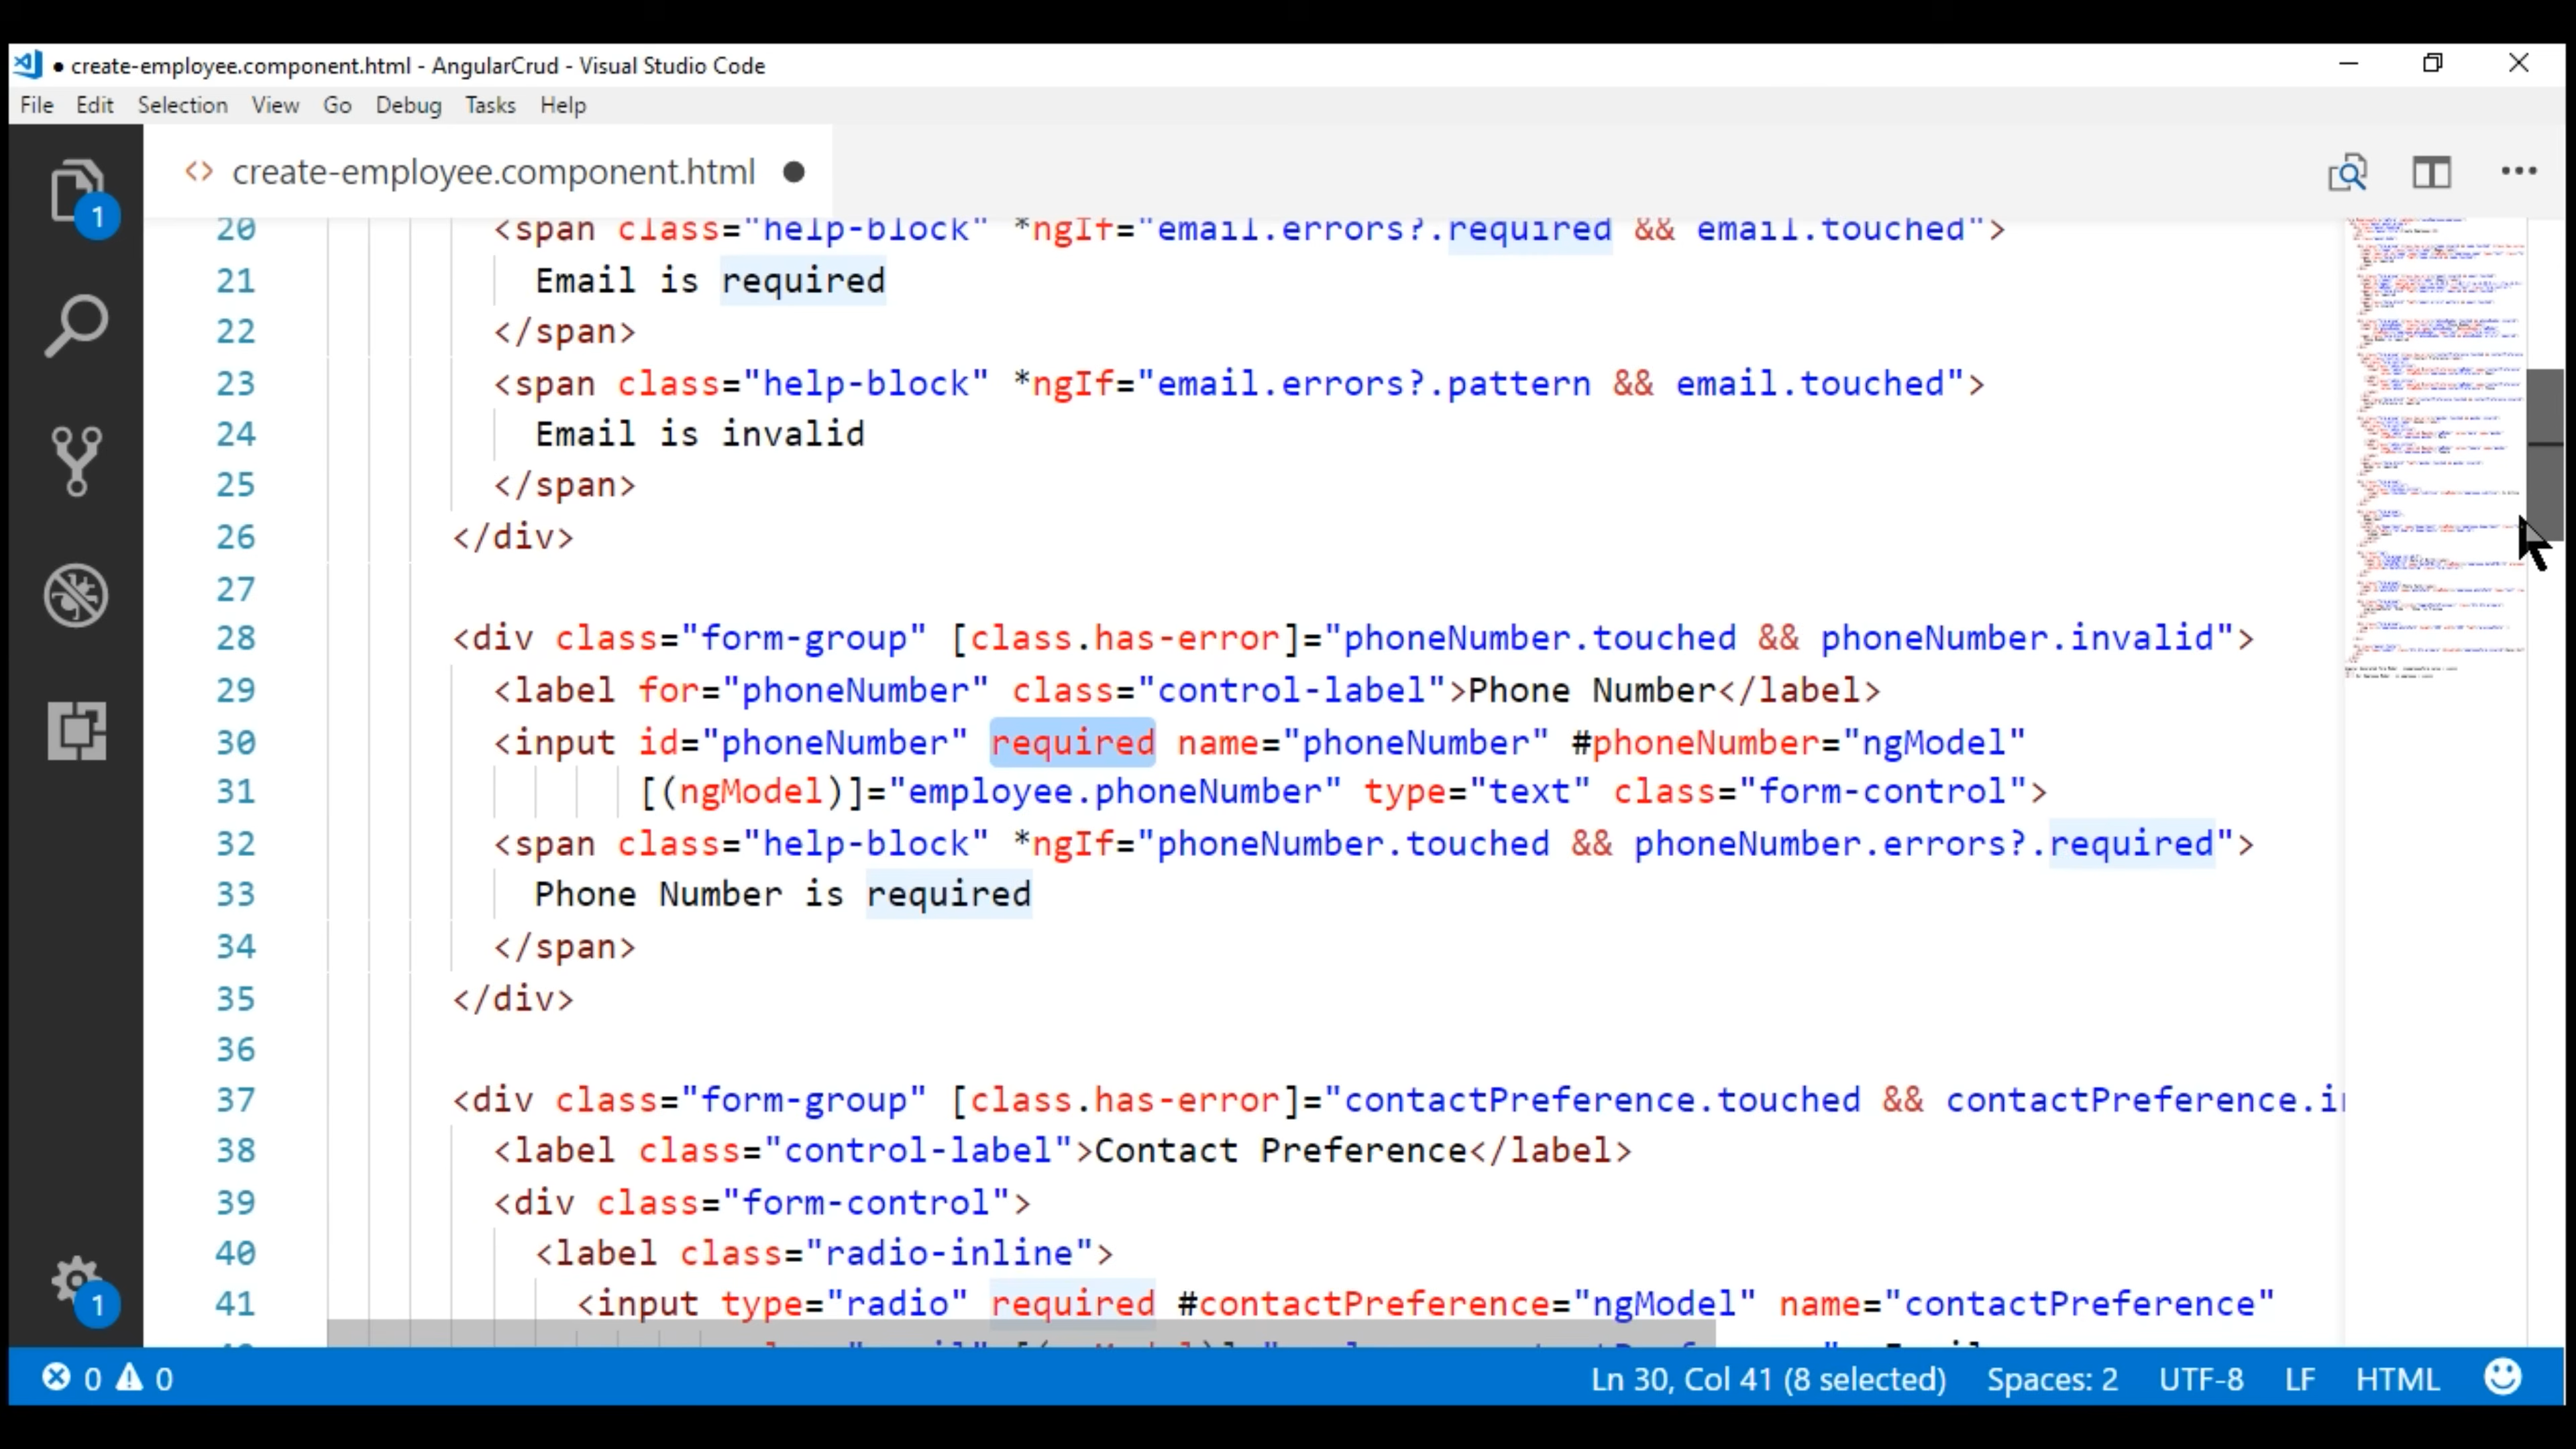 ● create-employee.component.html - AngularCrud - Visual Studio Code
File Edit Selection View Go Debug Tasks Help
<> create-employee.component.html ●
1
20 <span class="help-block" *ngIf="email.errors?.required && email.touched">
21 Email is required
22 </span>
23 <span class="help-block" *ngIf="email.errors?.pattern && email.touched">
24 Email is invalid
25 </span>
26 </div>
27
28 <div class="form-group" [class.has-error]="phoneNumber.touched && phoneNumber.invalid">
29 <label for="phoneNumber" class="control-label">Phone Number</label>
30 <input id="phoneNumber" required name="phoneNumber" #phoneNumber="ngModel"
31 [(ngModel)]="employee.phoneNumber" type="text" class="form-control">
32 <span class="help-block" *ngIf="phoneNumber.touched && phoneNumber.errors?.required">
33 Phone Number is required
34 </span>
35 </div>
36
37 <div class="form-group" [class.has-error]="contactPreference.touched && contactPreference.in
38 <label class="control-label">Contact Preference</label>
39 <div class="form-control">
40 <label class="radio-inline">
41 <input type="radio" required #contactPreference="ngModel" name="contactPreference"
1
0 0 Ln 30, Col 41 (8 selected) Spaces: 2 UTF-8 LF HTML